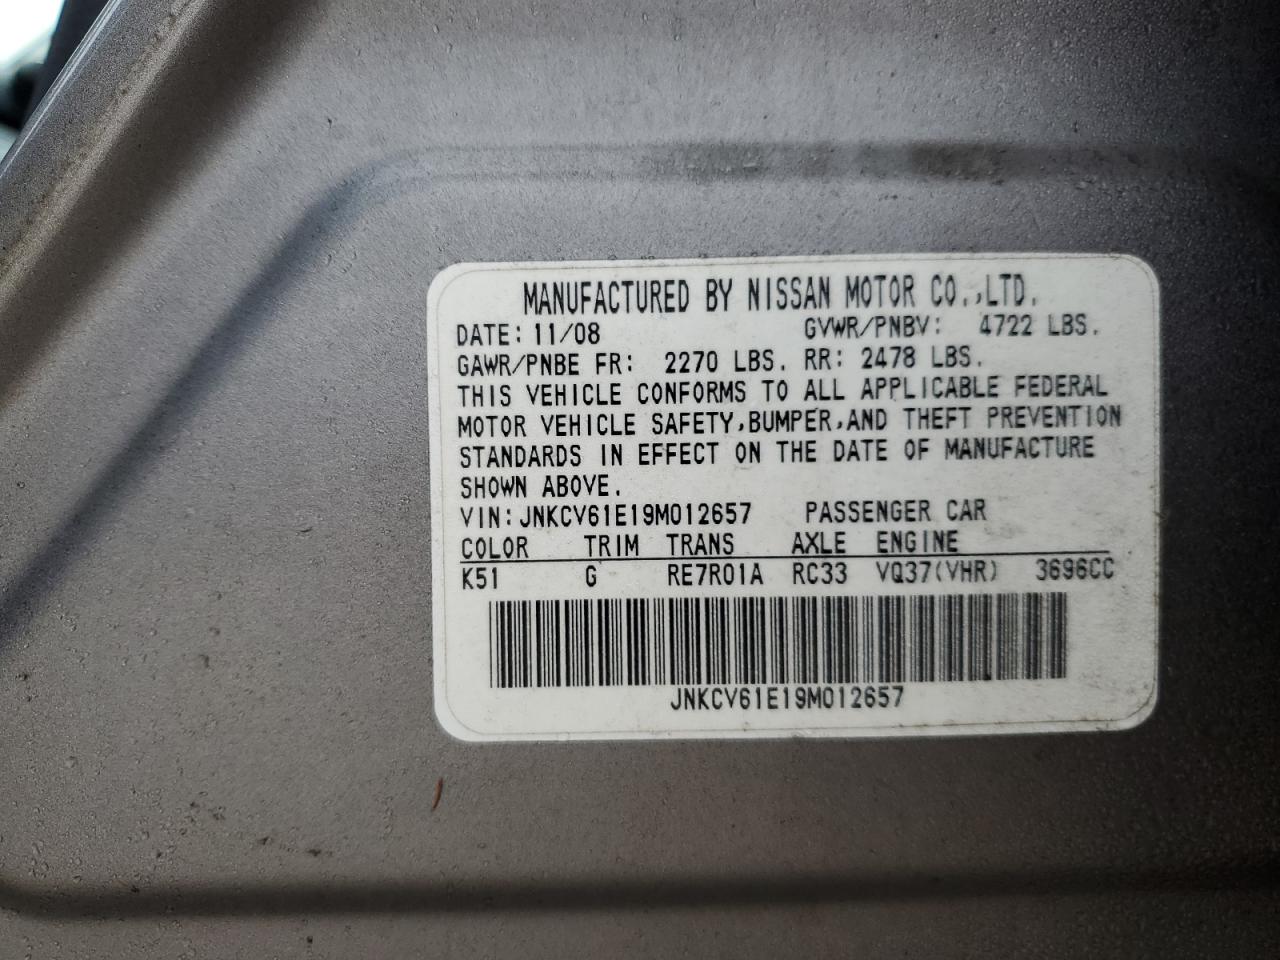 MANUFACTURED BY NISSAN MOTOR CO.,LTD.
DATE: 11/08 GVWR/PNBV: 4722 LBS.
GAWR/PNBE FR: 2270 LBS. RR: 2478 LBS.
THIS VEHICLE CONFORMS TO ALL APPLICABLE FEDERAL
MOTOR VEHICLE SAFETY,BUMPER,AND THEFT PREVENTION
STANDARDS IN EFFECT ON THE DATE OF MANUFACTURE
SHOWN ABOVE.
VIN: JNKCV61E19M012657 PASSENGER CAR
COLOR TRIM TRANS AXLE ENGINE
K51 G RE7R01A RC33 VQ37(VHR) 3696CC
JNKCV61E19M012657